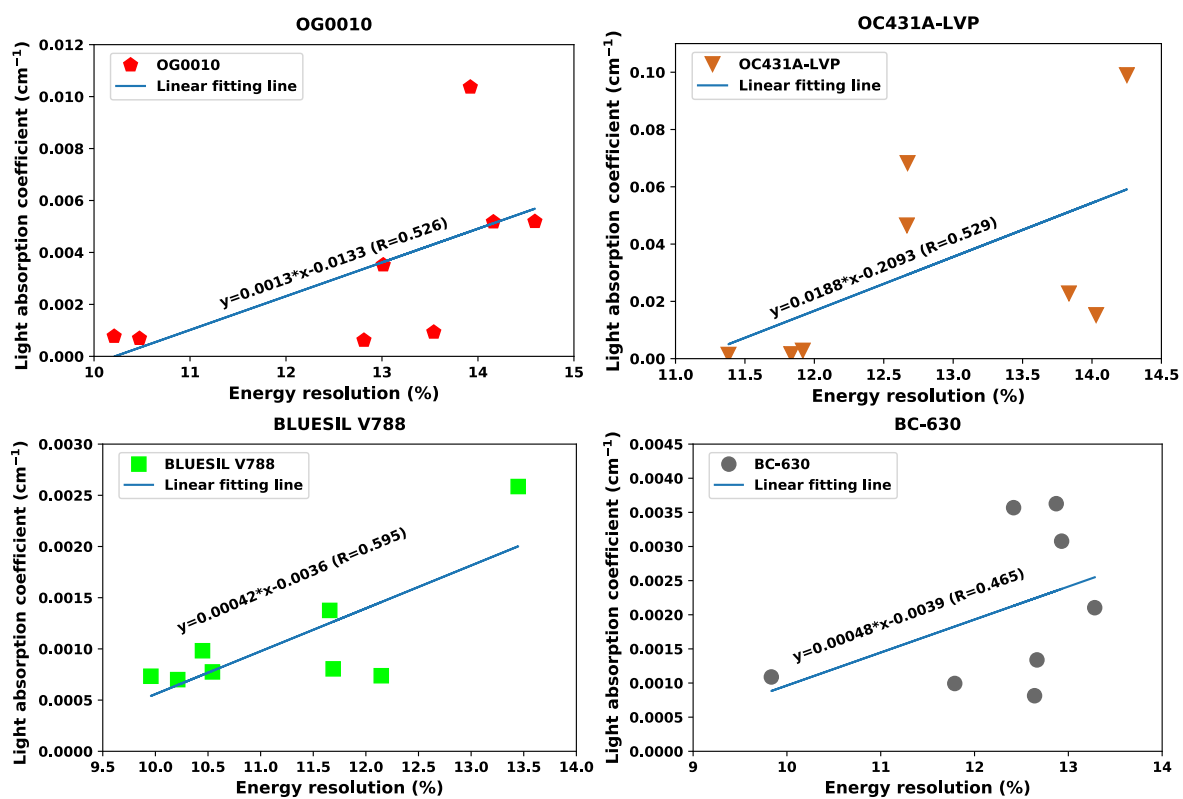 OG0010
OG0010
Linear fitting line
y=0.0013*x-0.0133 (R=0.526)
Light absorption coefficient (cm⁻¹)
0.012
0.010
0.008
0.006
0.004
0.002
0.000
10 11 12 13 14 15
Energy resolution (%)
OC431A-LVP
OC431A-LVP
Linear fitting line
y=0.0188*x-0.2093 (R=0.529)
Light absorption coefficient (cm⁻¹)
0.10
0.08
0.06
0.04
0.02
0.00
11.0 11.5 12.0 12.5 13.0 13.5 14.0 14.5
Energy resolution (%)
BLUESIL V788
BLUESIL V788
Linear fitting line
y=0.00042*x-0.0036 (R=0.595)
Light absorption coefficient (cm⁻¹)
0.0030
0.0025
0.0020
0.0015
0.0010
0.0005
0.0000
9.5 10.0 10.5 11.0 11.5 12.0 12.5 13.0 13.5 14.0
Energy resolution (%)
BC-630
BC-630
Linear fitting line
y=0.00048*x-0.0039 (R=0.465)
Light absorption coefficient (cm⁻¹)
0.0045
0.0040
0.0035
0.0030
0.0025
0.0020
0.0015
0.0010
0.0005
0.0000
9 10 11 12 13 14
Energy resolution (%)